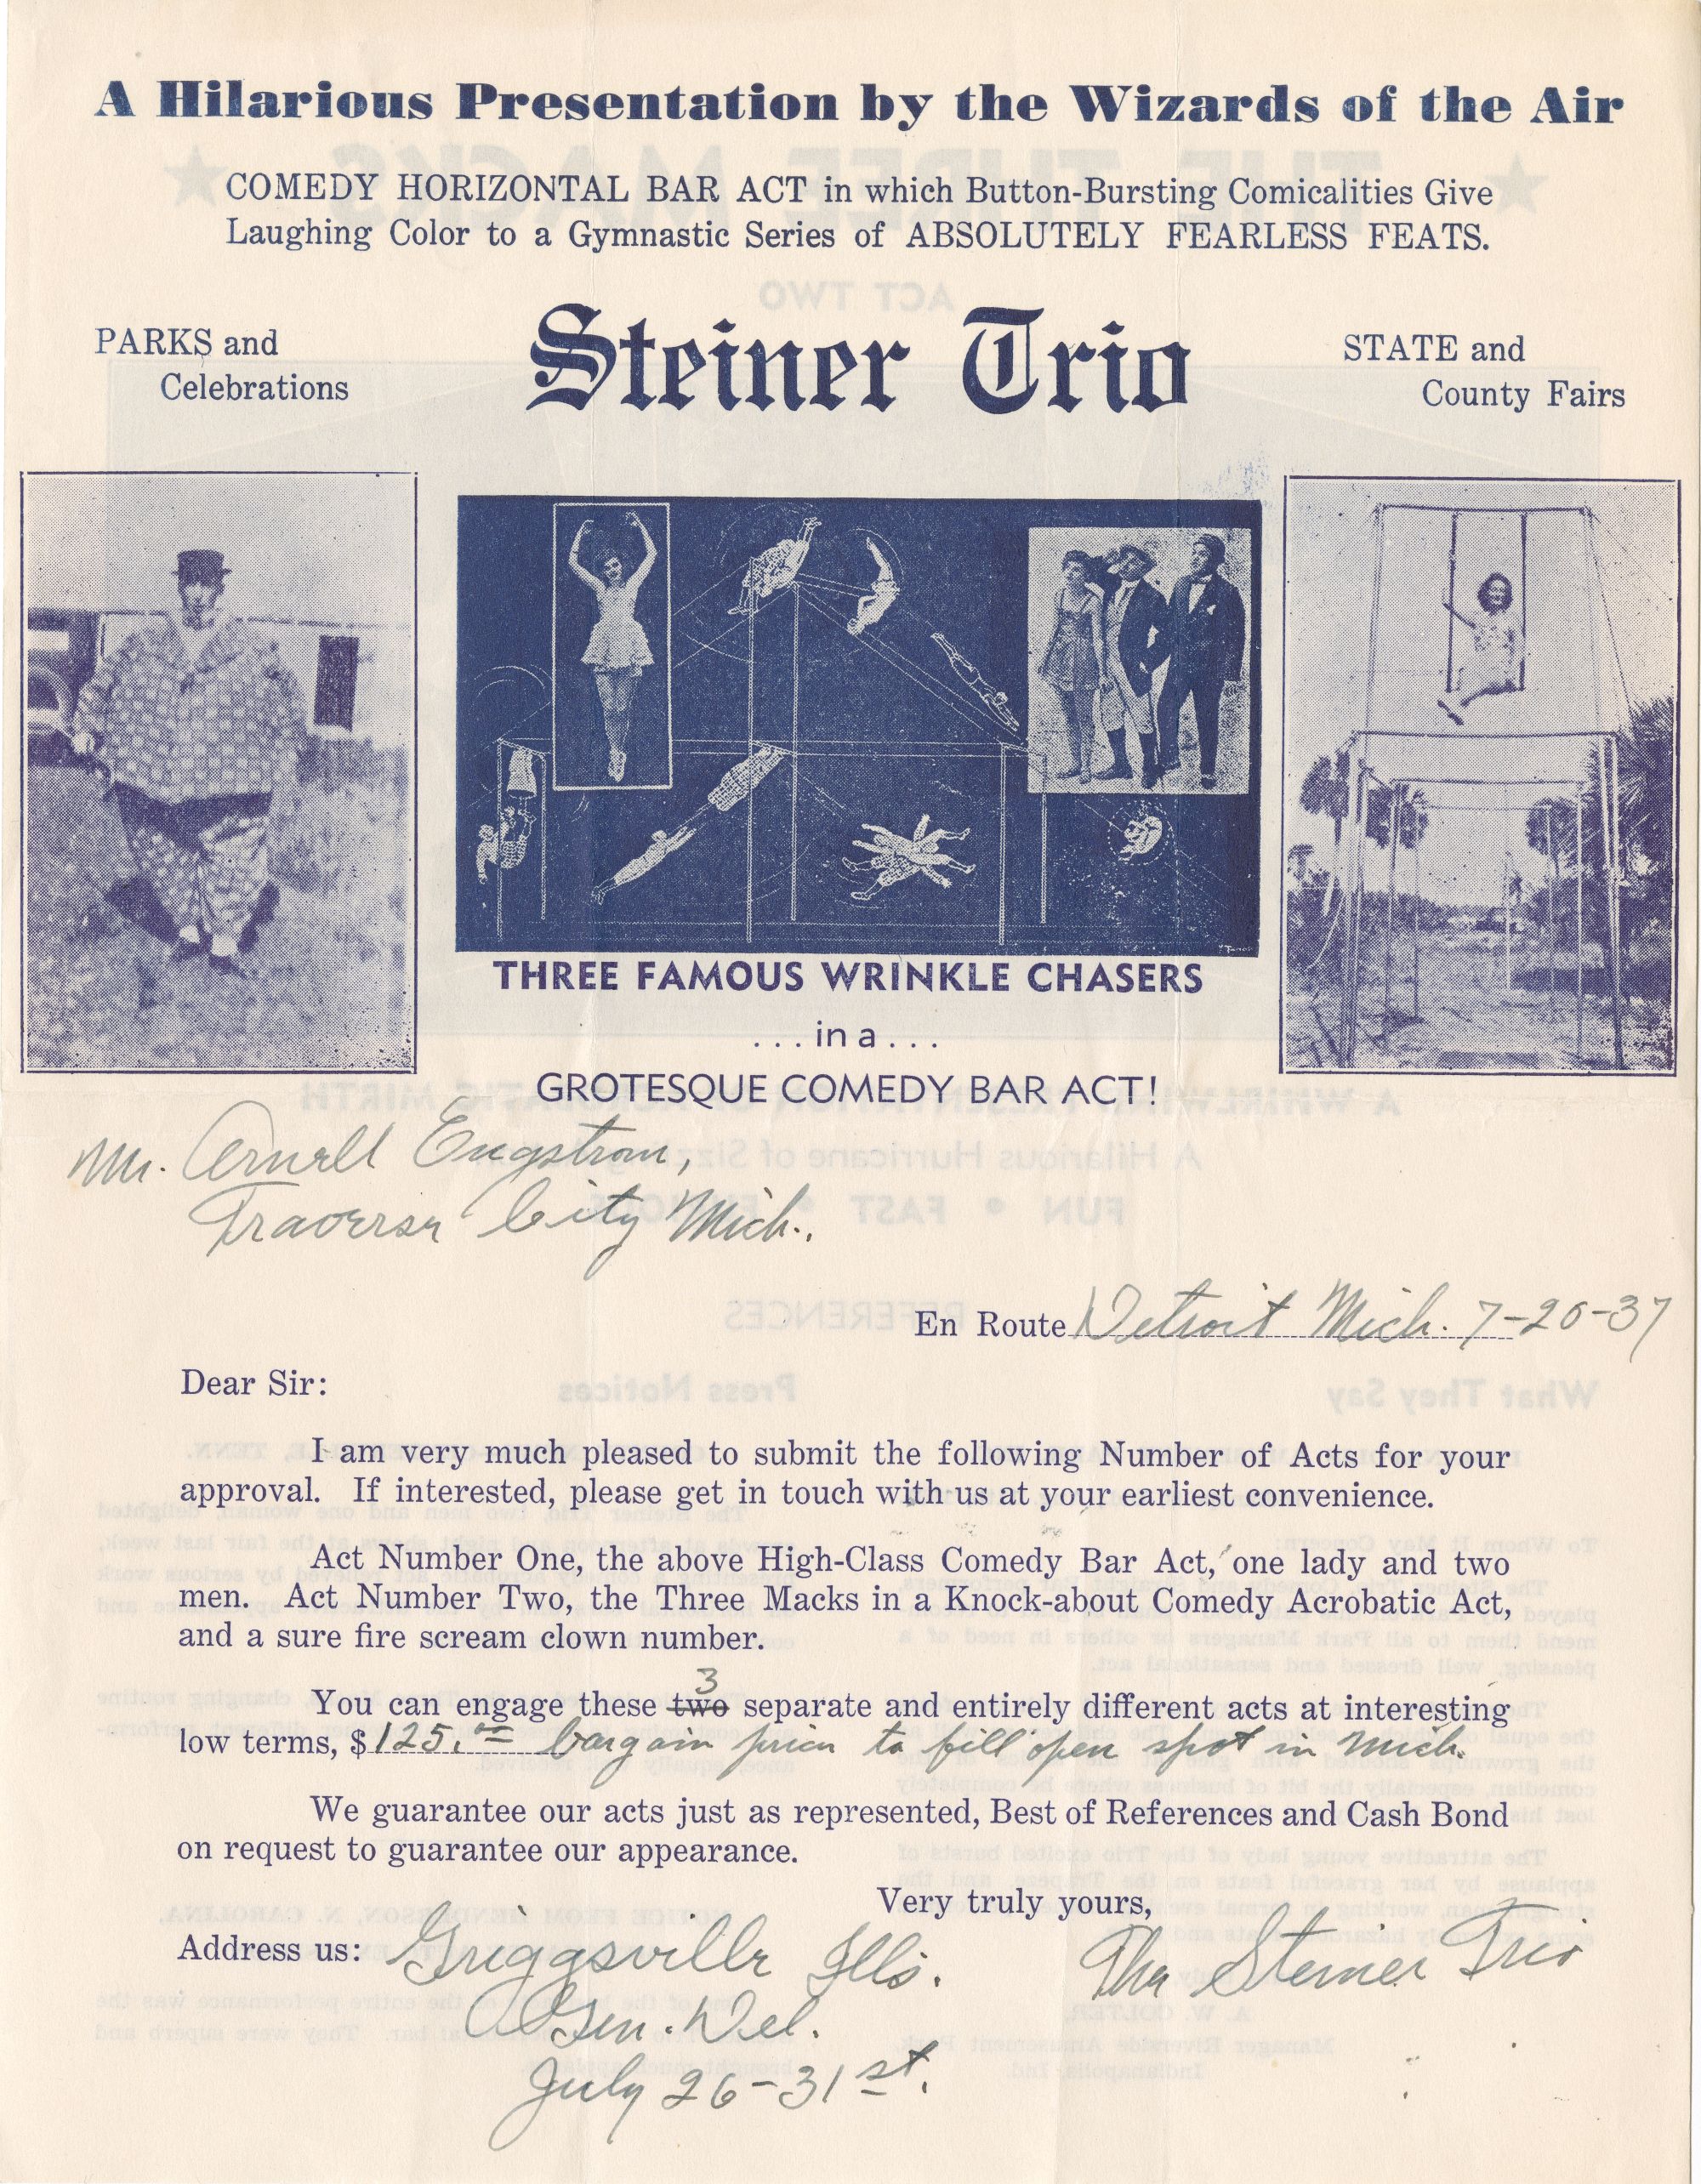 A Hilarious Presentation by the Wizards of the Air
COMEDY HORIZONTAL BAR ACT in which Button-Bursting Comicalities Give
Laughing Color to a Gymnastic Series of ABSOLUTELY FEARLESS FEATS.
PARKS and
Celebrations
Steiner Trio
STATE and
County Fairs
THREE FAMOUS WRINKLE CHASERS
...in a...
GROTESQUE COMEDY BAR ACT!
Mr. Arnell Engstrom,
Traverse City Mich.,
En Route Detroit Mich. 7-20-37
Dear Sir:
I am very much pleased to submit the following Number of Acts for your
approval. If interested, please get in touch with us at your earliest convenience.
Act Number One, the above High-Class Comedy Bar Act, one lady and two
men. Act Number Two, the Three Macks in a Knock-about Comedy Acrobatic Act,
and a sure fire scream clown number.
3
You can engage these two separate and entirely different acts at interesting
low terms, $125.00 bargain price to fill open spot in Mich.
We guarantee our acts just as represented, Best of References and Cash Bond
on request to guarantee our appearance.
Very truly yours,
Address us: Griggsville Ills. The Steiner Trio
Gen. Del.
July 26-31st.